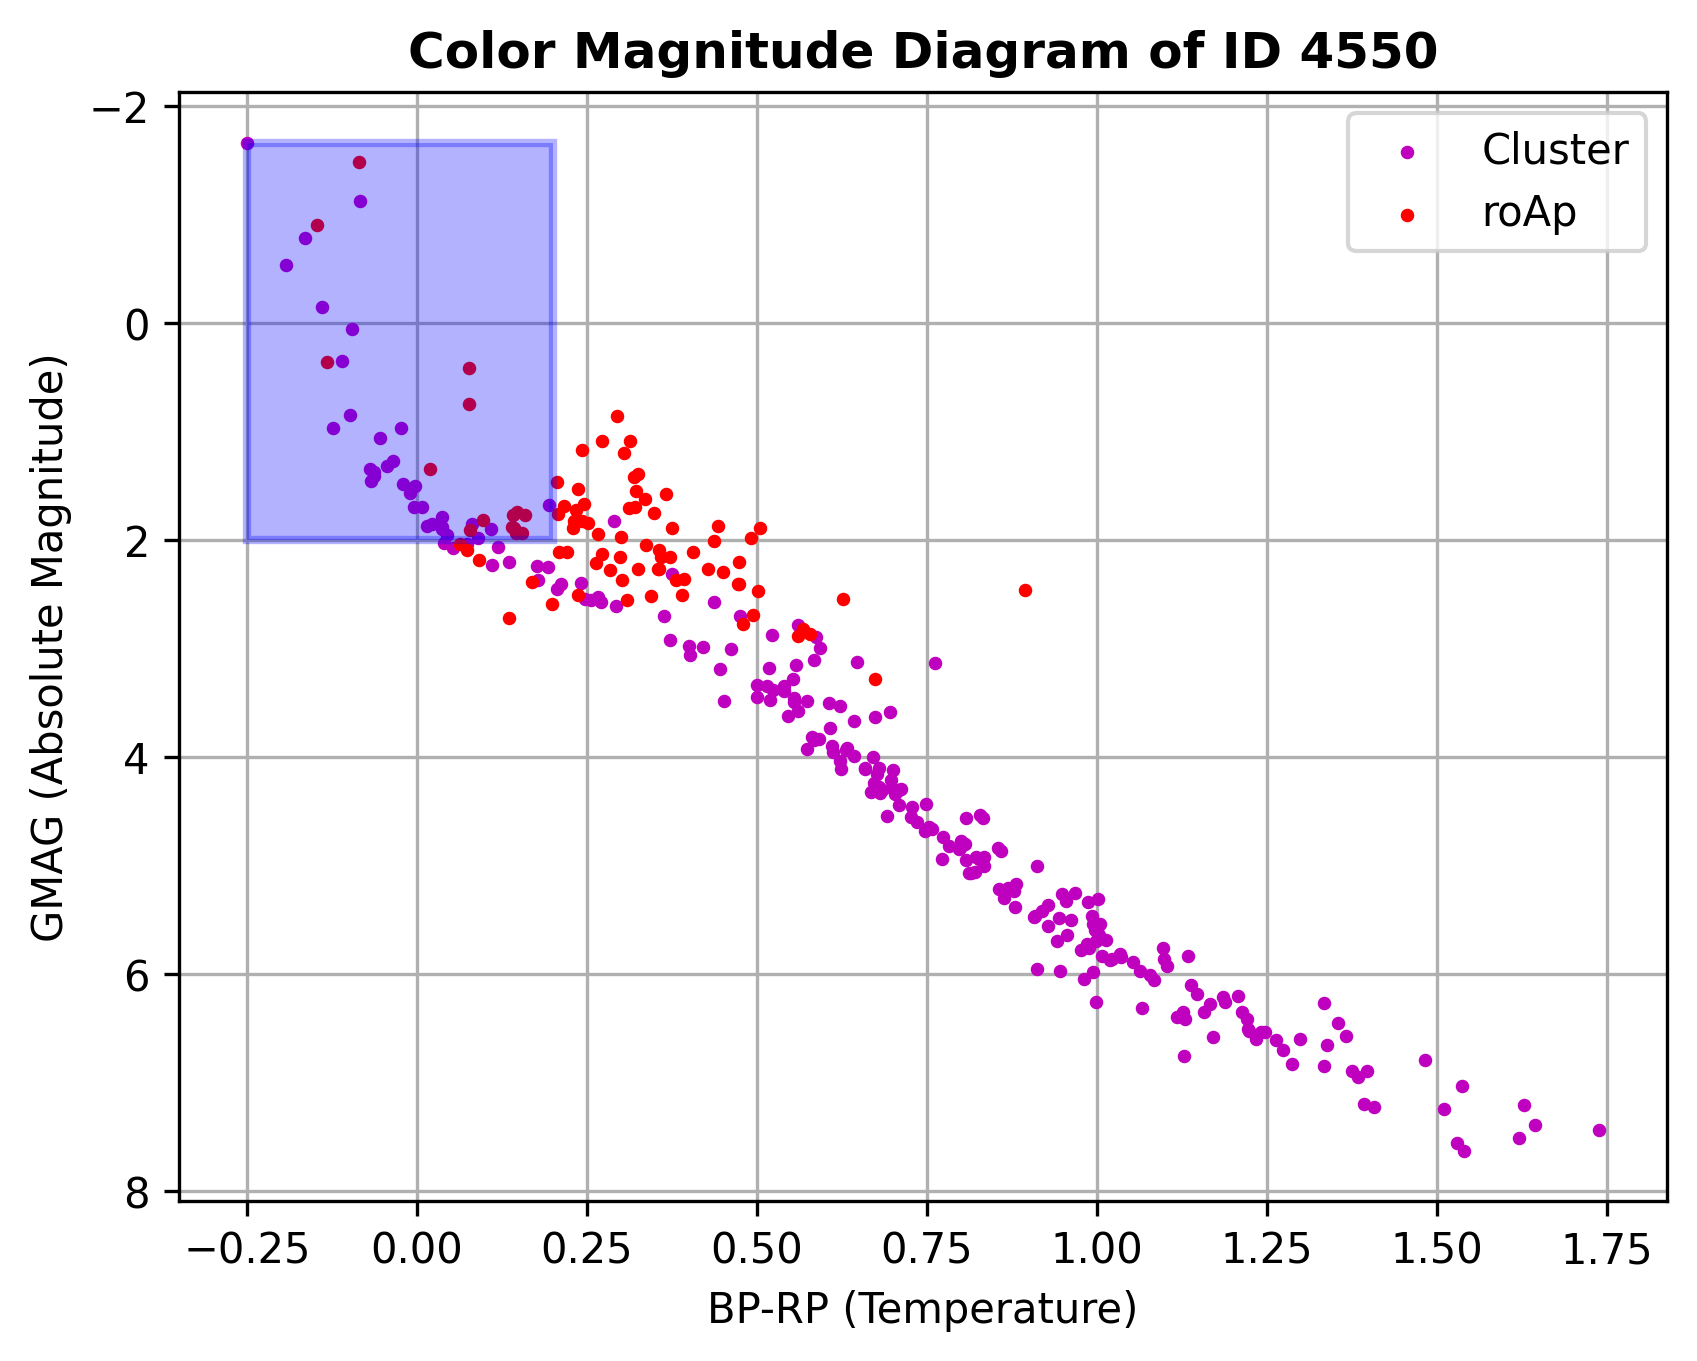 Color Magnitude Diagram of ID 4550
Cluster
roAp
GMAG (Absolute Magnitude)
−2
0
2
4
6
8
−0.25 0.00 0.25 0.50 0.75 1.00 1.25 1.50 1.75
BP-RP (Temperature)